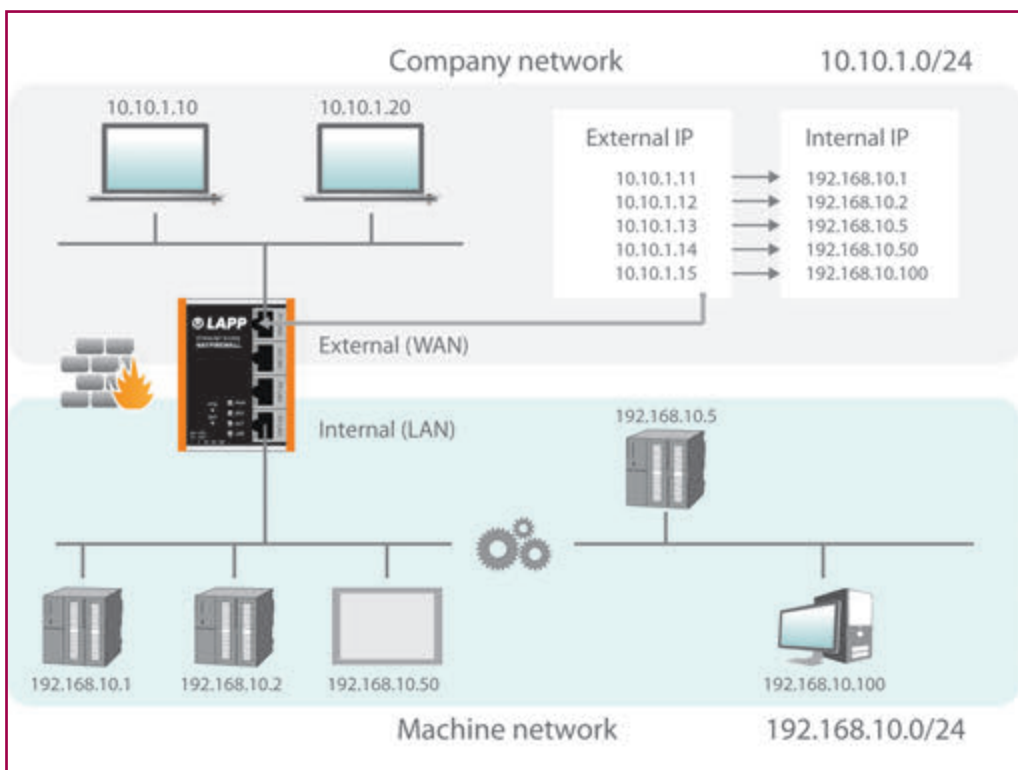 Company network 10.10.1.0/24
10.10.1.10 10.10.1.20
External IP Internal IP
10.10.1.11 192.168.10.1
10.10.1.12 192.168.10.2
10.10.1.13 192.168.10.5
10.10.1.14 192.168.10.50
10.10.1.15 192.168.10.100
LAPP
External (WAN)
Internal (LAN)
192.168.10.5
192.168.10.1 192.168.10.2 192.168.10.50 192.168.10.100
Machine network 192.168.10.0/24